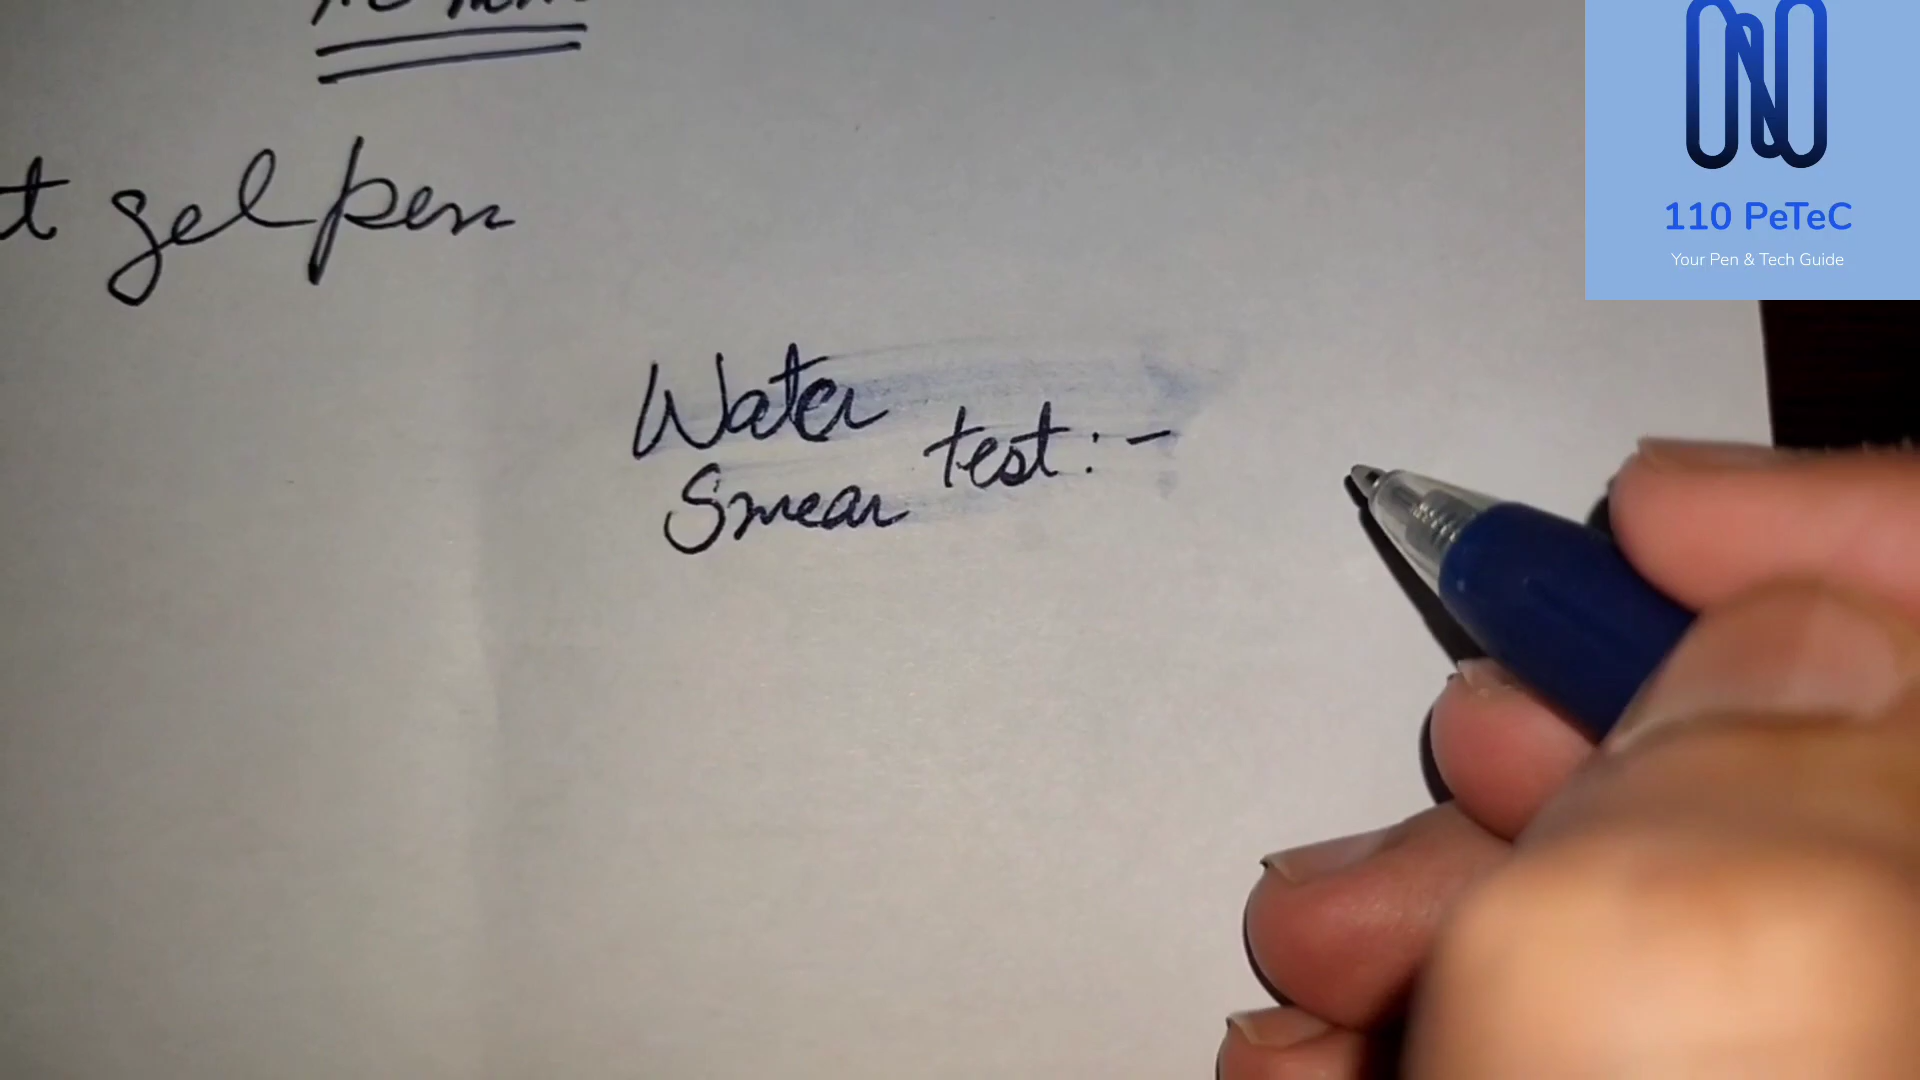 t gel pen
Water
test :-
Smear
110 PeTeC
Your Pen & Tech Guide